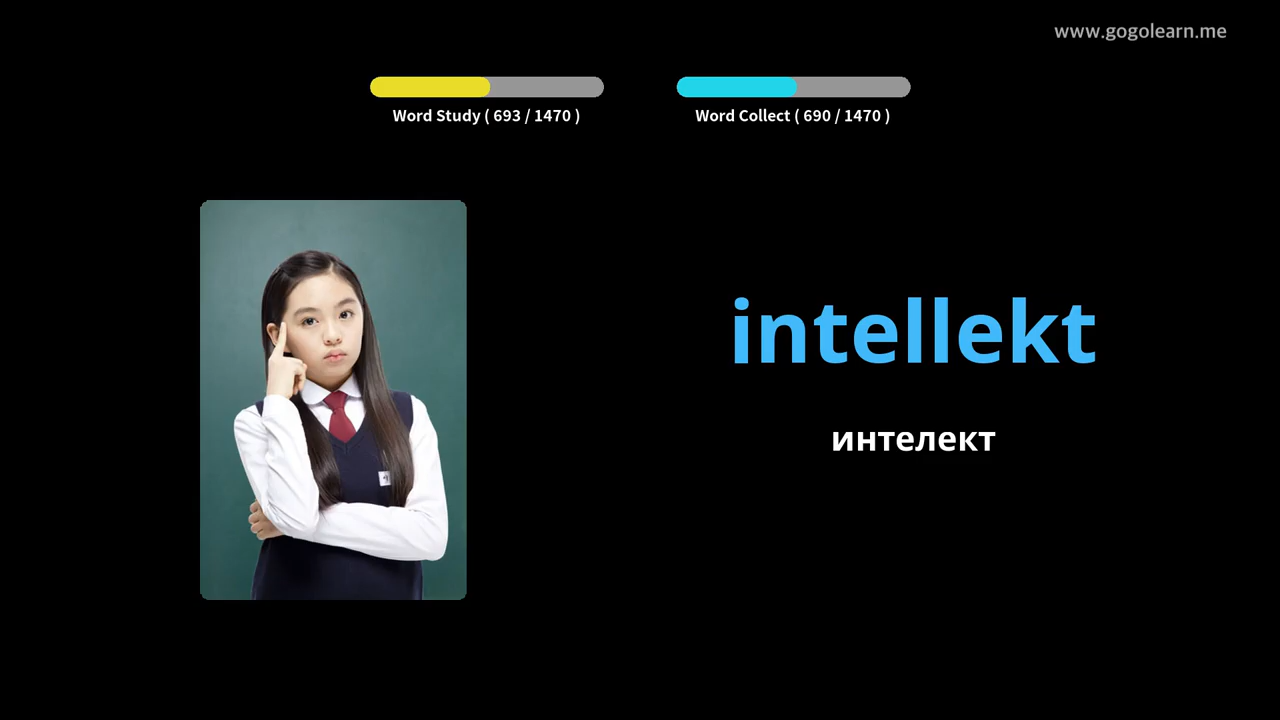 www.gogolearn.me
Word Study ( 693 / 1470 )
Word Collect ( 690 / 1470 )
intellekt
интелект